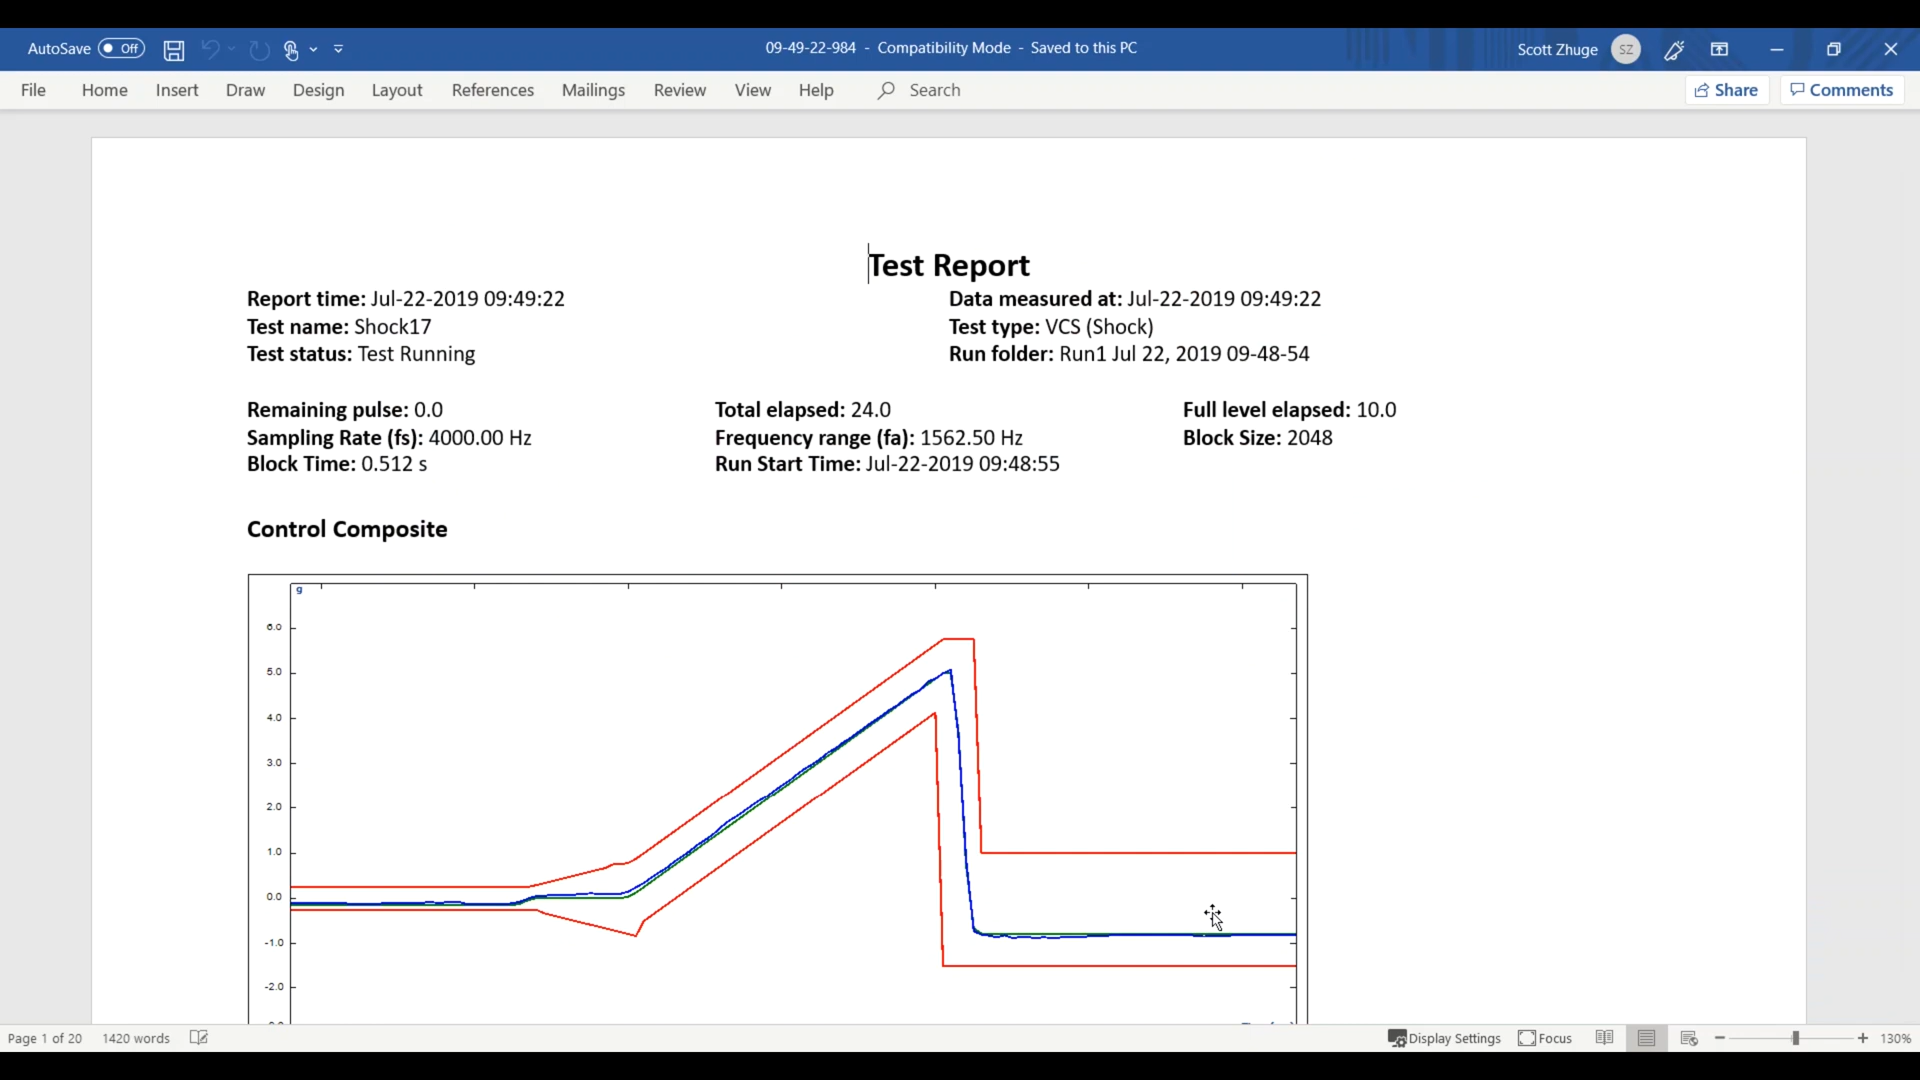 AutoSave Off
09-49-22-984 - Compatibility Mode - Saved to this PC
Scott Zhuge SZ
File Home Insert Draw Design Layout References Mailings Review View Help Search
Share Comments
Test Report
Report time: Jul-22-2019 09:49:22 Data measured at: Jul-22-2019 09:49:22
Test name: Shock17 Test type: VCS (Shock)
Test status: Test Running Run folder: Run1 Jul 22, 2019 09-48-54
Remaining pulse: 0.0 Total elapsed: 24.0 Full level elapsed: 10.0
Sampling Rate (fs): 4000.00 Hz Frequency range (fa): 1562.50 Hz Block Size: 2048
Block Time: 0.512 s Run Start Time: Jul-22-2019 09:48:55
Control Composite
g
6.0
5.0
4.0
3.0
2.0
1.0
0.0
-1.0
-2.0
Page 1 of 20 1420 words Display Settings Focus 130%